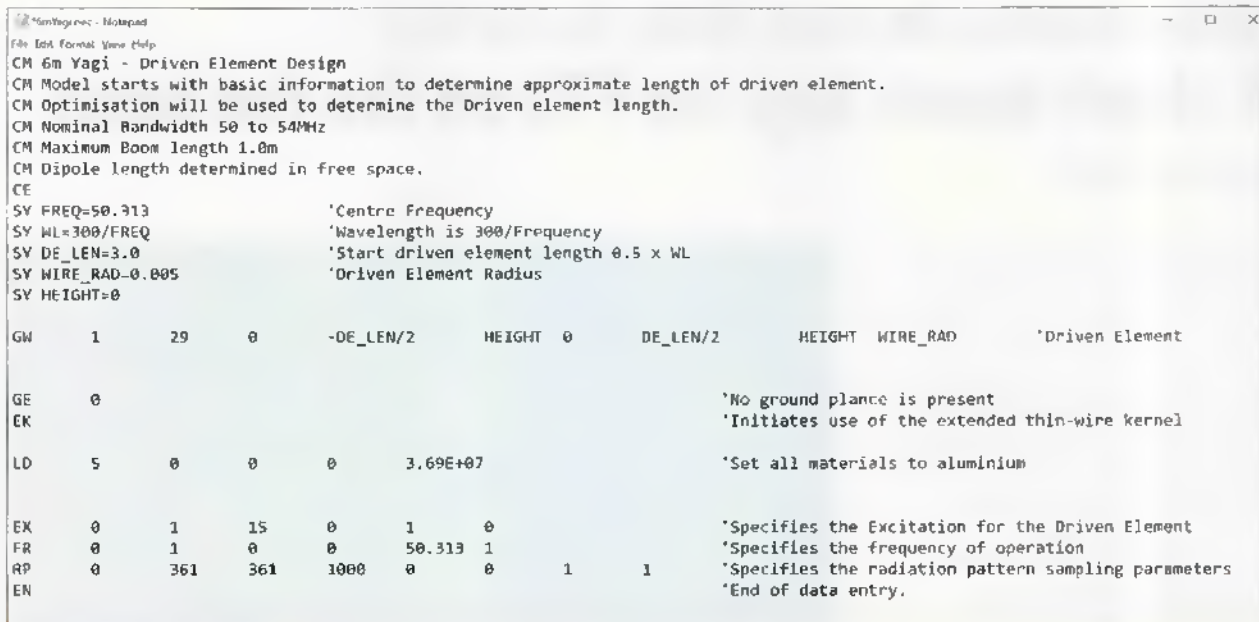 *6mYagi.nec - Notepad
File Edit Format View Help
CM 6m Yagi - Driven Element Design
CM Model starts with basic information to determine approximate length of driven element.
CM Optimisation will be used to determine the Driven element length.
CM Nominal Bandwidth 50 to 54MHz
CM Maximum Boom length 1.0m
CM Dipole length determined in free space.
CE
SY FREQ=50.313 'Centre Frequency
SY WL=300/FREQ 'Wavelength is 300/Frequency
SY DE_LEN=3.0 'Start driven element length 0.5 x WL
SY WIRE_RAD=0.005 'Driven Element Radius
SY HEIGHT=0
GW 1 29 0 -DE_LEN/2 HEIGHT 0 DE_LEN/2 HEIGHT WIRE_RAD 'Driven Element
GE 0 'No ground plance is present
EK 'Initiates use of the extended thin-wire kernel
LD 5 0 0 0 3.69E+07 'Set all materials to aluminium
EX 0 1 15 0 1 0 'Specifies the Excitation for the Driven Element
FR 0 1 0 0 50.313 1 'Specifies the frequency of operation
RP 0 361 361 1000 0 0 1 1 'Specifies the radiation pattern sampling parameters
EN 'End of data entry.